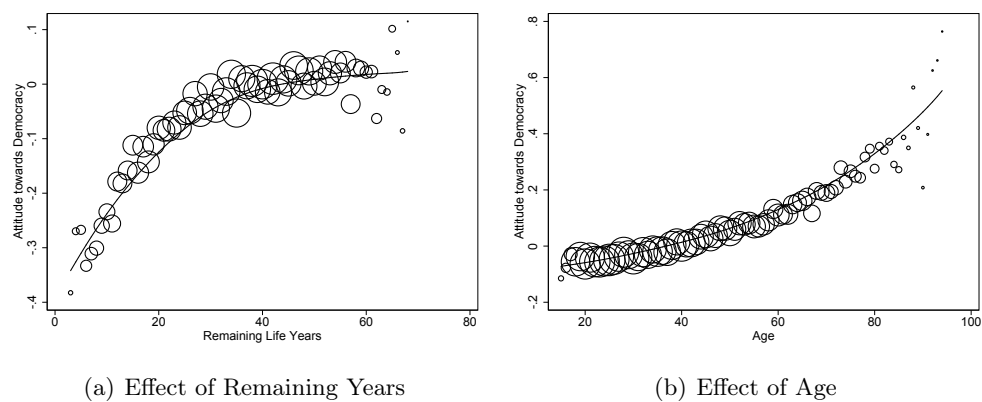 Attitude towards Democracy
.1
0
-.1
-.2
-.3
-.4
0 20 40 60 80
Remaining Life Years
(a) Effect of Remaining Years
Attitude towards Democracy
.8
.6
.4
.2
0
-.2
20 40 60 80 100
Age
(b) Effect of Age